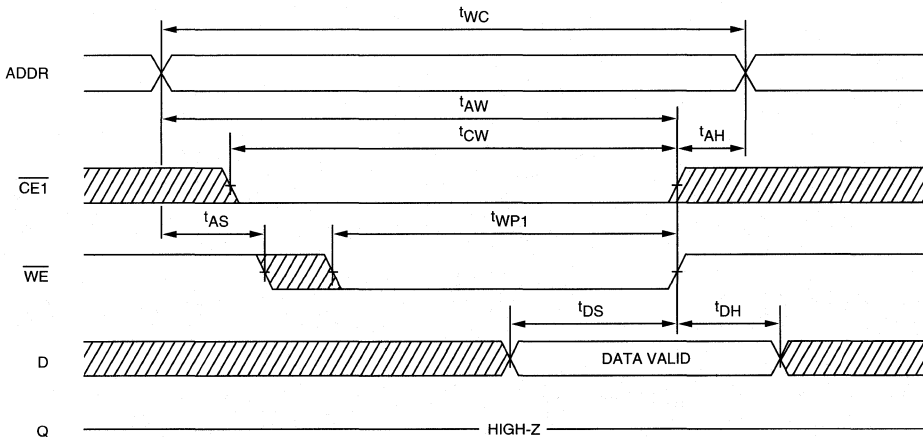 tWC
ADDR
tAW
tCW
tAH
CE1
tAS
tWP1
WE
tDS
tDH
D
DATA VALID
Q
HIGH-Z